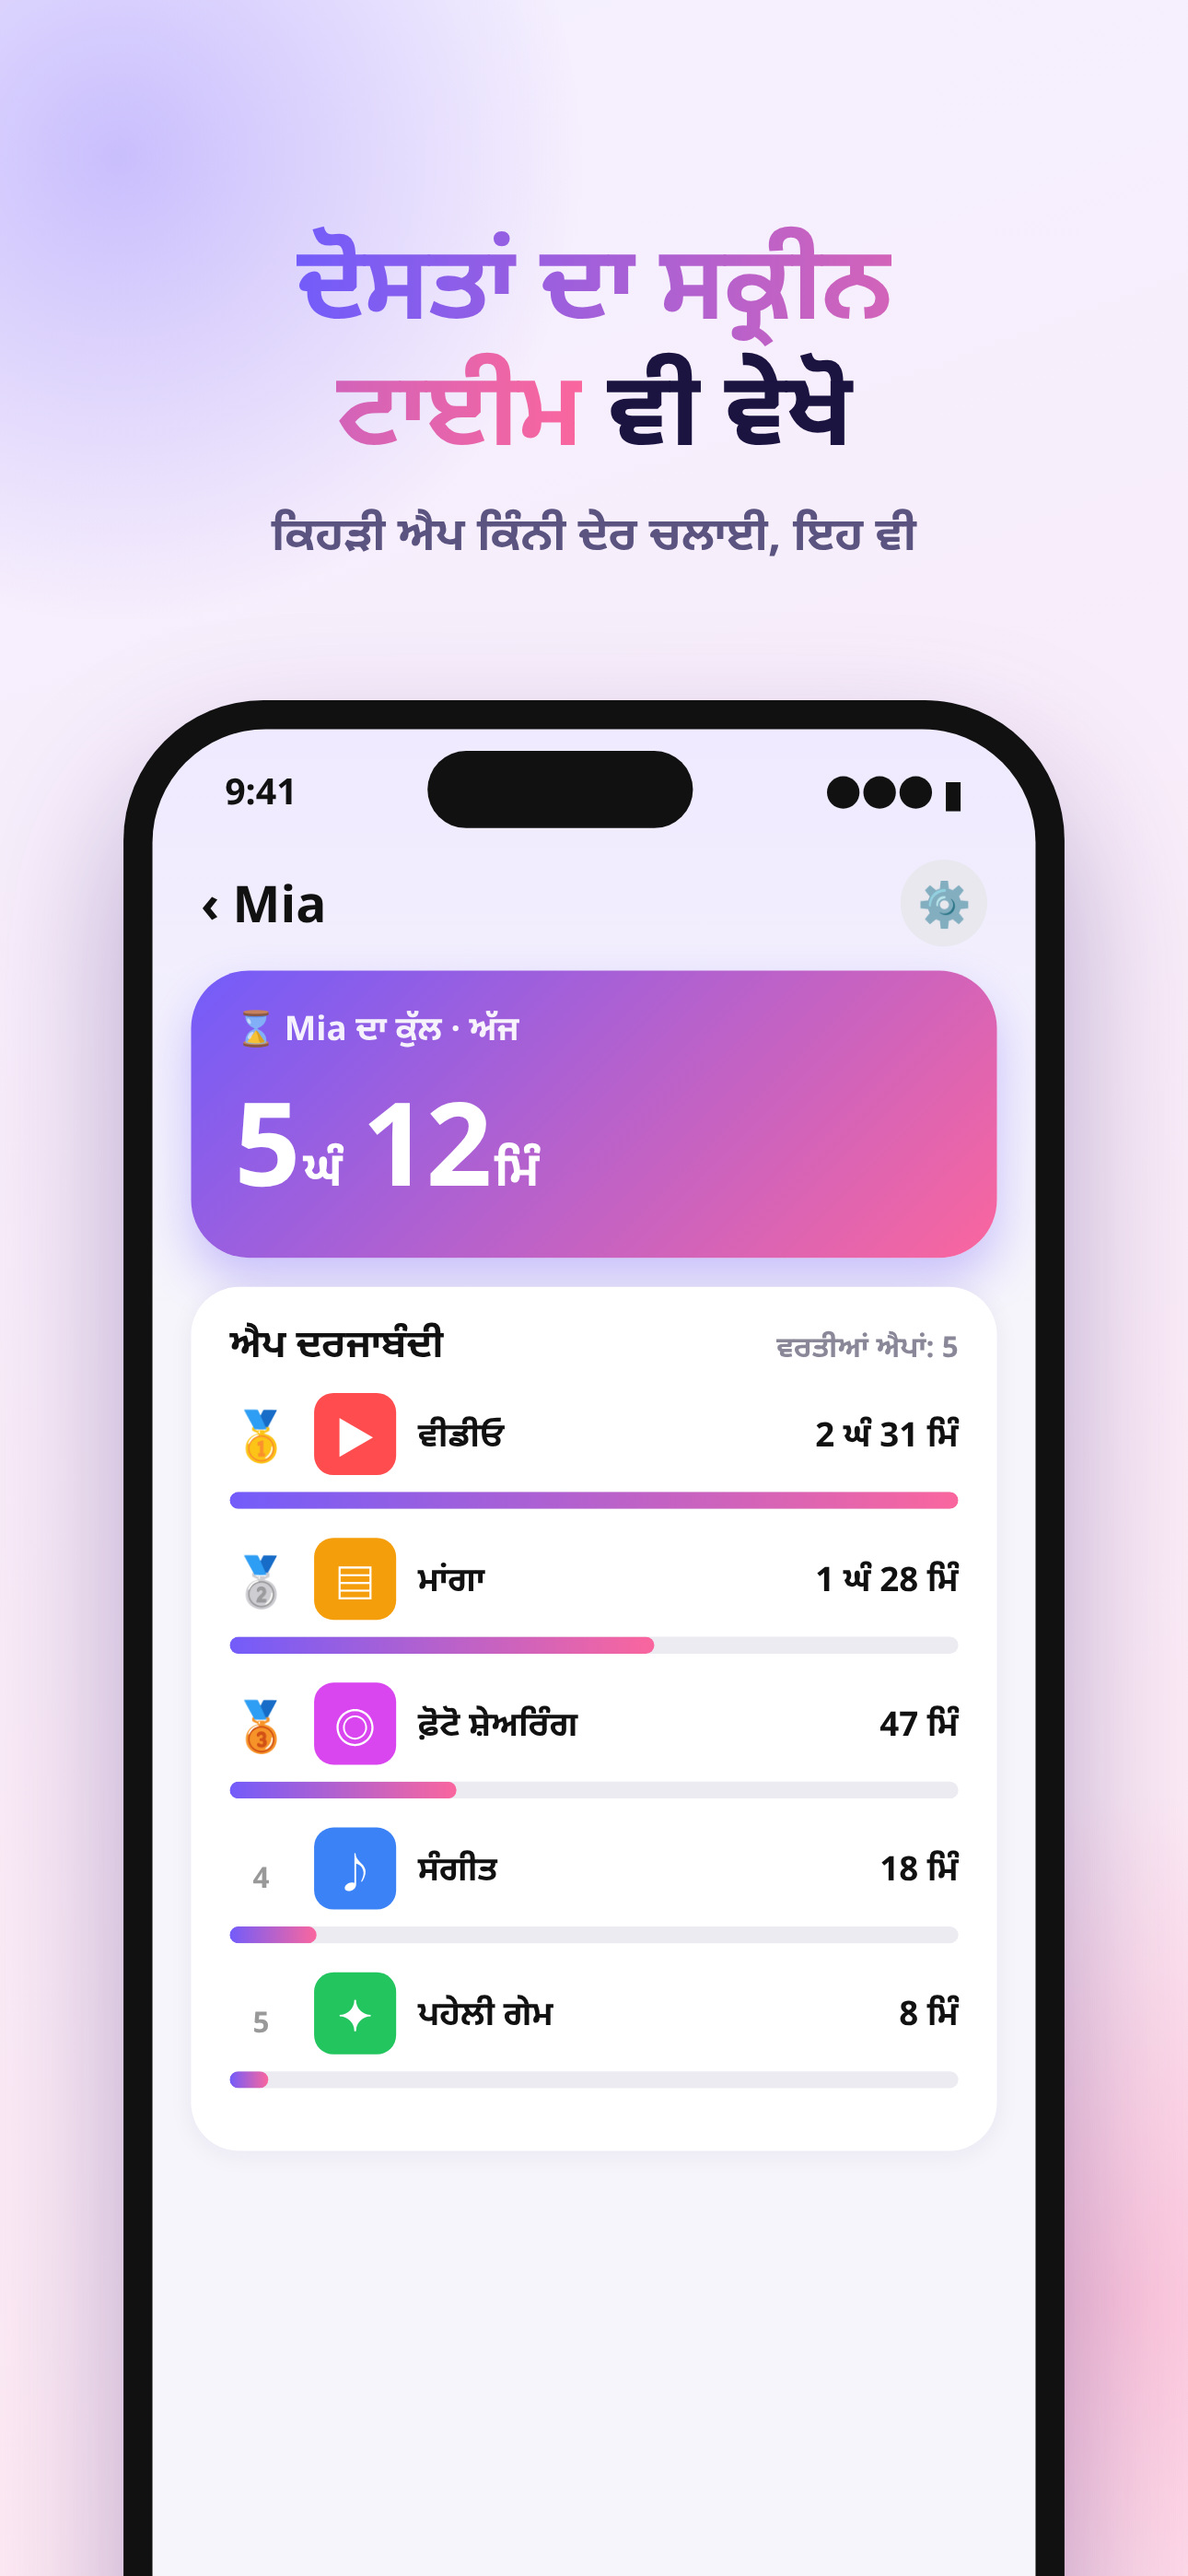 ਦੋਸਤਾਂ ਦਾ ਸਕ੍ਰੀਨ
ਟਾਈਮ ਵੀ ਵੇਖੋ
ਕਿਹੜੀ ਐਪ ਕਿੰਨੀ ਦੇਰ ਚਲਾਈ, ਇਹ ਵੀ
9:41
‹ Mia
⌛ Mia ਦਾ ਕੁੱਲ · ਅੱਜ
5ਘੰ 12ਮਿੰ
ਐਪ ਦਰਜਾਬੰਦੀ ਵਰਤੀਆਂ ਐਪਾਂ: 5
🥇 ਵੀਡੀਓ 2 ਘੰ 31 ਮਿੰ
🥈 ਮਾਂਗਾ 1 ਘੰ 28 ਮਿੰ
🥉 ਫ਼ੋਟੋ ਸ਼ੇਅਰਿੰਗ 47 ਮਿੰ
4 ਸੰਗੀਤ 18 ਮਿੰ
5 ਪਹੇਲੀ ਗੇਮ 8 ਮਿੰ